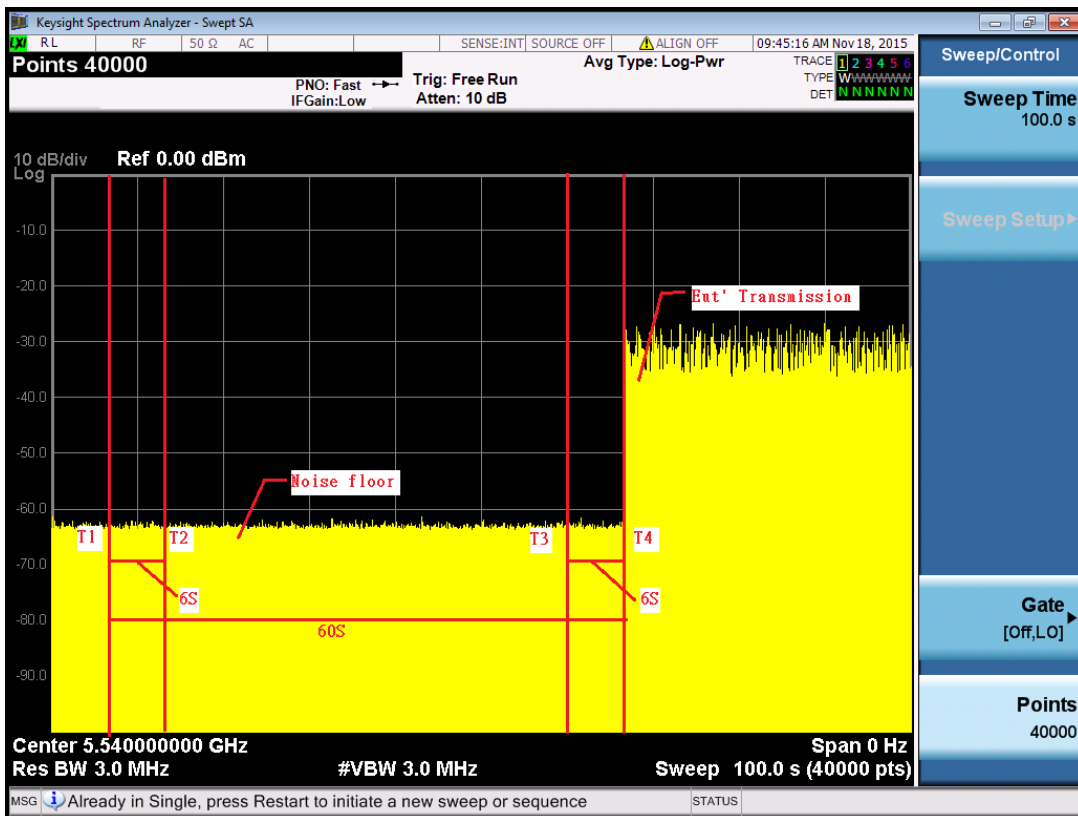 Keysight Spectrum Analyzer - Swept SA
LXI RL RF 50 Ω AC SENSE:INT SOURCE OFF ALIGN OFF 09:45:16 AM Nov 18, 2015
Points 40000
PNO: Fast
IFGain:Low
Trig: Free Run
Atten: 10 dB
Avg Type: Log-Pwr
TRACE 1 2 3 4 5 6
TYPE WWWWWW
DET N N N N N N
10 dB/div Ref 0.00 dBm
Log
-10.0
-20.0
-30.0
-40.0
-50.0
-60.0
-70.0
-80.0
-90.0
Eut' Transmission
Noise floor
T1 T2 T3 T4
6S 6S
60S
Center 5.540000000 GHz Span 0 Hz
Res BW 3.0 MHz #VBW 3.0 MHz Sweep 100.0 s (40000 pts)
MSG Already in Single, press Restart to initiate a new sweep or sequence STATUS
Sweep/Control
Sweep Time
100.0 s
Sweep Setup
Gate
[Off,LO]
Points
40000